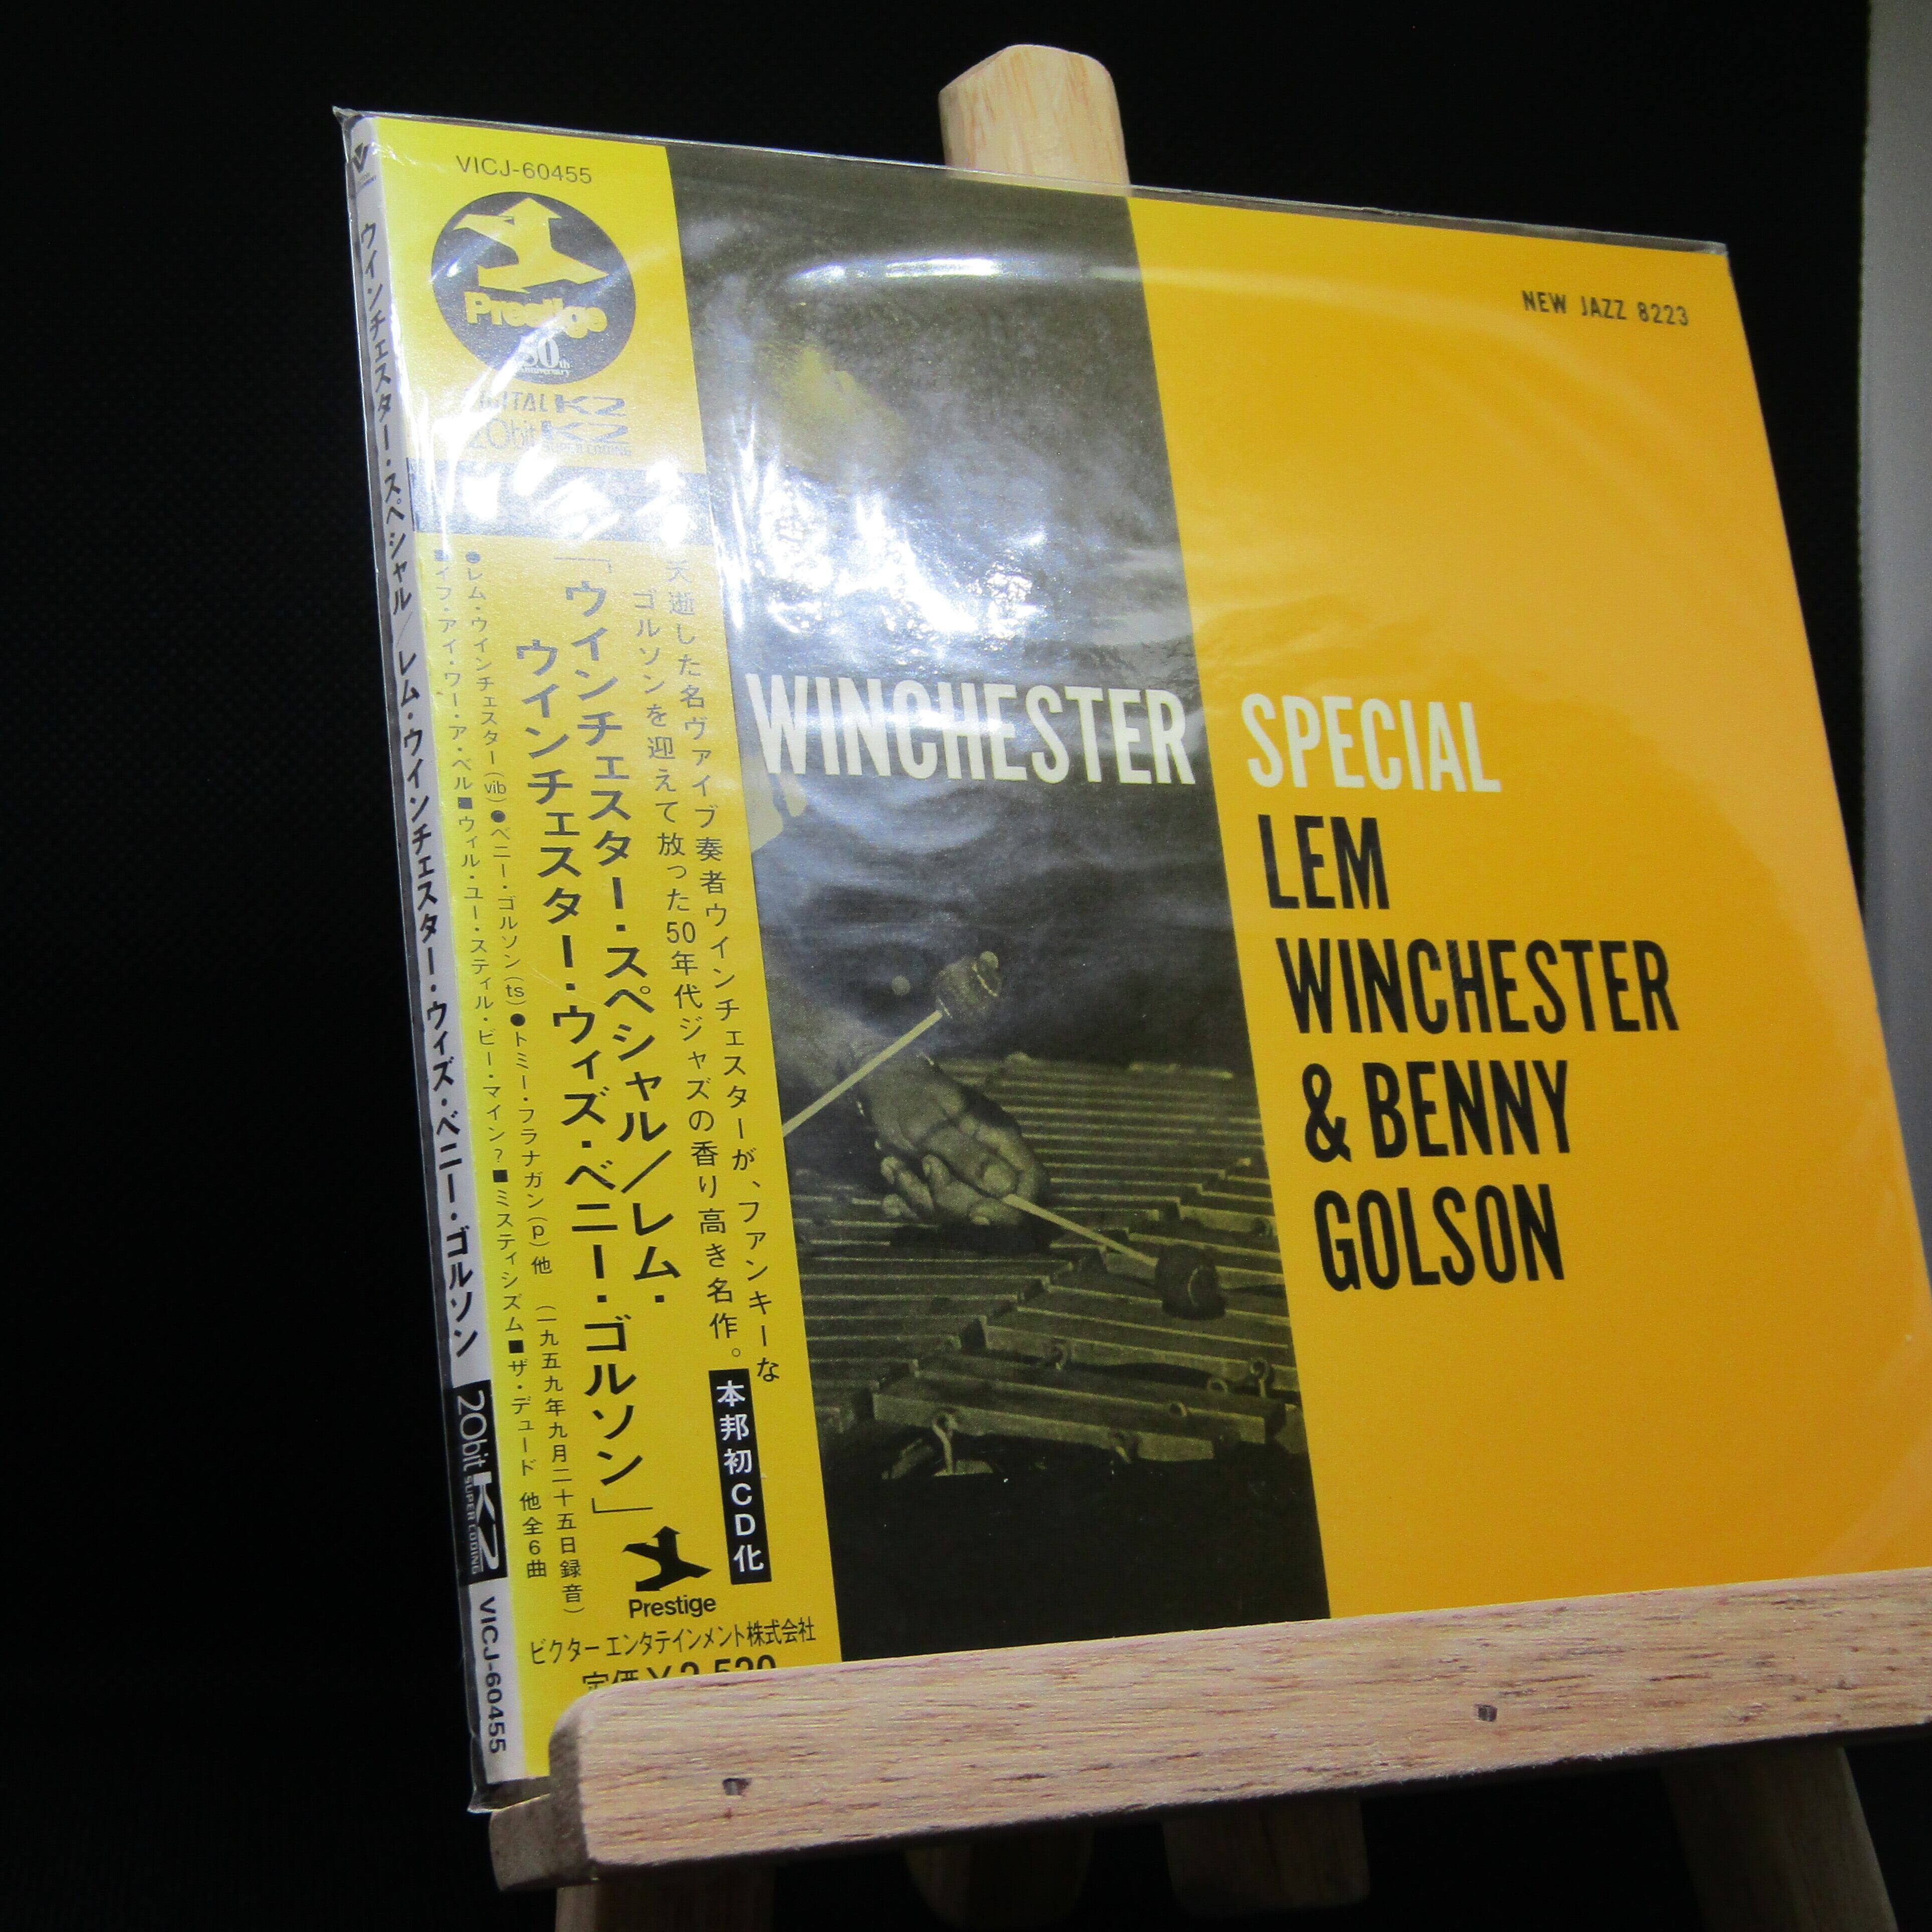 ウインチェスター・スペシャル／レム・ウインチェスター・ウィズ・ベニー・ゴルソン
20bit K2
SUPER CODING
VICJ-60455
VICJ-60455
Prestige
50th
Anniversary
DIGITAL K2
20bit K2
SUPER CODING
夭逝した名ヴァイブ奏者ウインチェスターが、ファンキーな
ゴルソンを迎えて放った50年代ジャズの香り高き名作。
本邦初CD化
「ウインチェスター・スペシャル／レム・
ウインチェスター・ウィズ・ベニー・ゴルソン」
●レム・ウインチェスター(vib)●ベニー・ゴルソン(ts)●トミー・フラナガン(p)他 (一九五九年九月二十五日録音)
■イフ・アイ・ワー・ア・ベル■ウィル・ユー・スティル・ビー・マイン?■ミスティシズム■ザ・デュード 他全6曲
Prestige
ビクターエンタテインメント株式会社
定価￥2,520
NEW JAZZ 8223
WINCHESTER SPECIAL
LEM
WINCHESTER
& BENNY
GOLSON